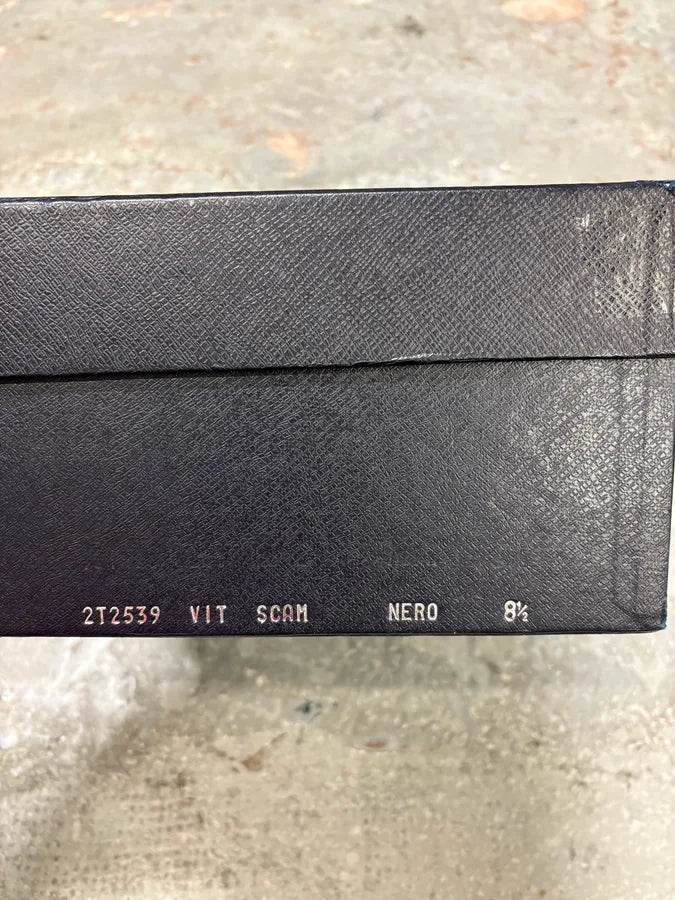 2T2539 VIT SCAM NERO 8½